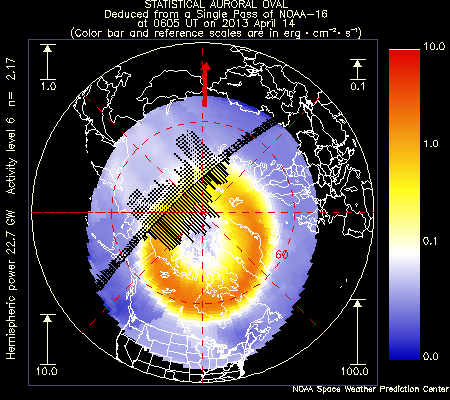 STATISTICAL AURORAL OVAL
Deduced from a Single Pass of NOAA-16
at 0605 UT on 2013 April 14
(Color bar and reference scales are in erg · cm⁻² · s⁻¹)
1.0
0.1
10.0
1.0
0.1
0.0
60
10.0
100.0
Hemispheric power 22.7 GW   Activity level 6   n=   2.17
NOAA Space Weather Prediction Center